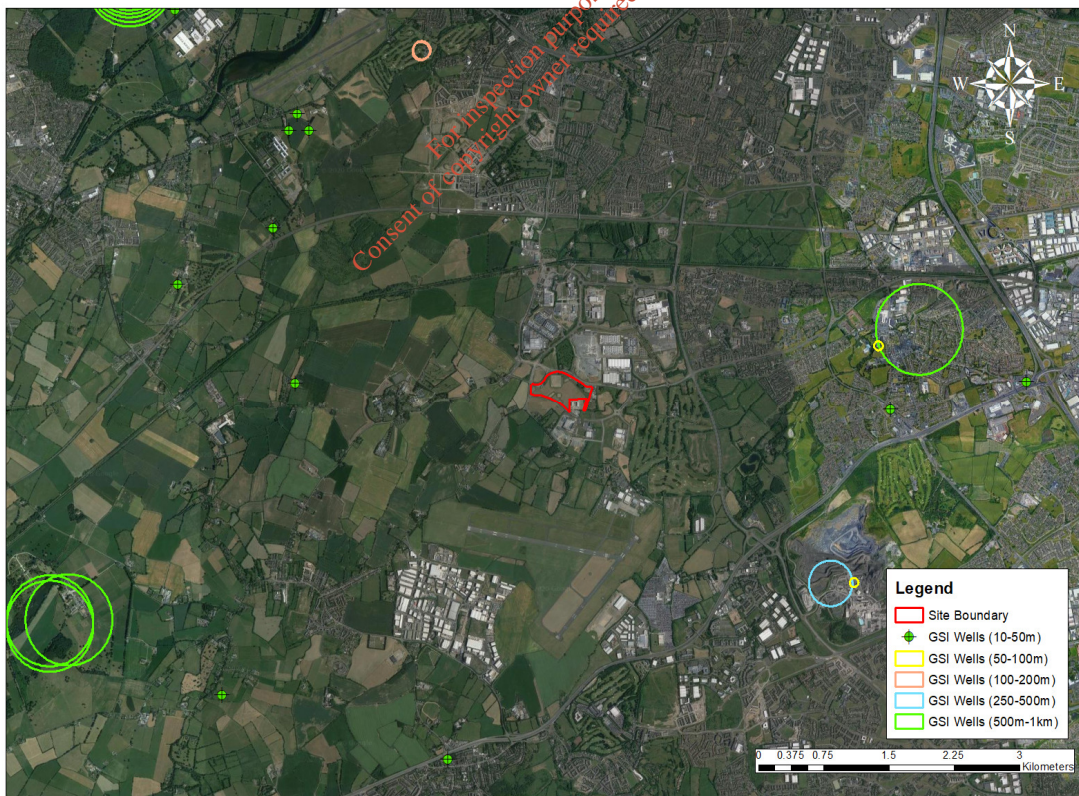 For inspection purpo
Consent of copyright owner require
N
W E
S
Legend
Site Boundary
GSI Wells (10-50m)
GSI Wells (50-100m)
GSI Wells (100-200m)
GSI Wells (250-500m)
GSI Wells (500m-1km)
0 0.375 0.75 1.5 2.25 3
Kilometers